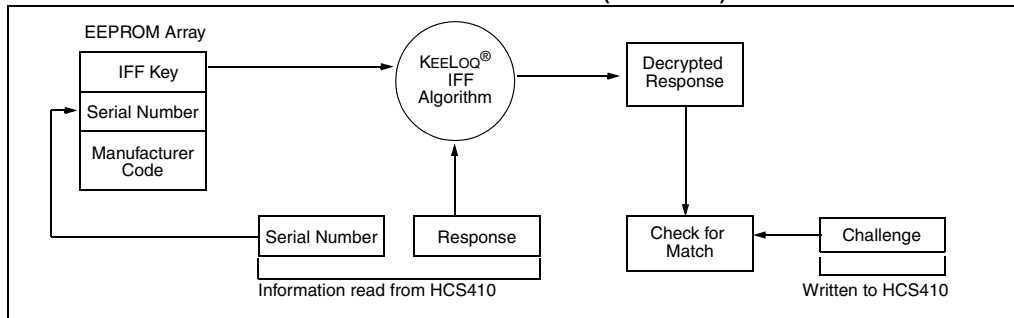 EEPROM Array
IFF Key
Serial Number
Manufacturer
Code
KEELOQ®
IFF
Algorithm
Decrypted
Response
Serial Number
Response
Information read from HCS410
Check for
Match
Challenge
Written to HCS410